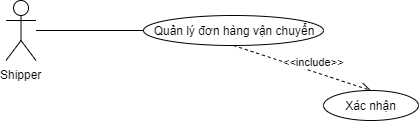 Quản lý đơn hàng vận chuyển
<<include>>
Shipper
Xác nhận